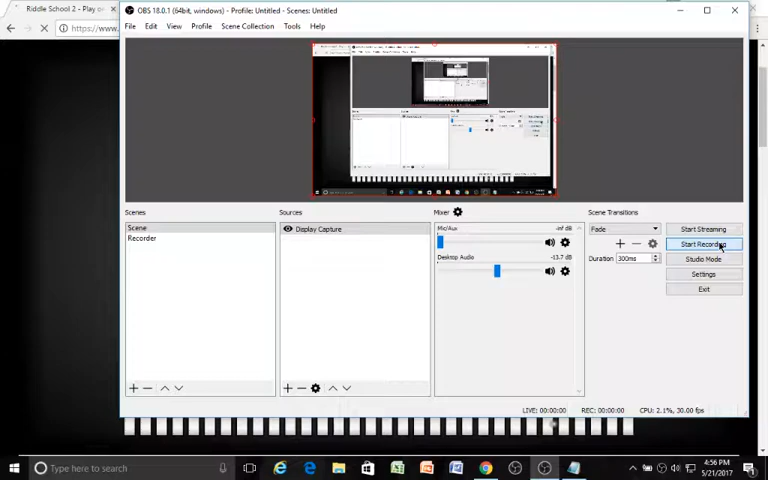 Riddle School 2 - Play o
https://www.
OBS 18.0.1 (64bit, windows) - Profile: Untitled - Scenes: Untitled
File Edit View Profile Scene Collection Tools Help
Scenes Sources Mixer Scene Transitions
Scene
Recorder
Display Capture
Mic/Aux -inf dB
Desktop Audio -13.7 dB
Fade
Duration 300ms
Start Streaming
Start Recording
Studio Mode
Settings
Exit
LIVE: 00:00:00 REC: 00:00:00 CPU: 2.1%, 30.00 fps
Type here to search
4:56 PM
5/21/2017